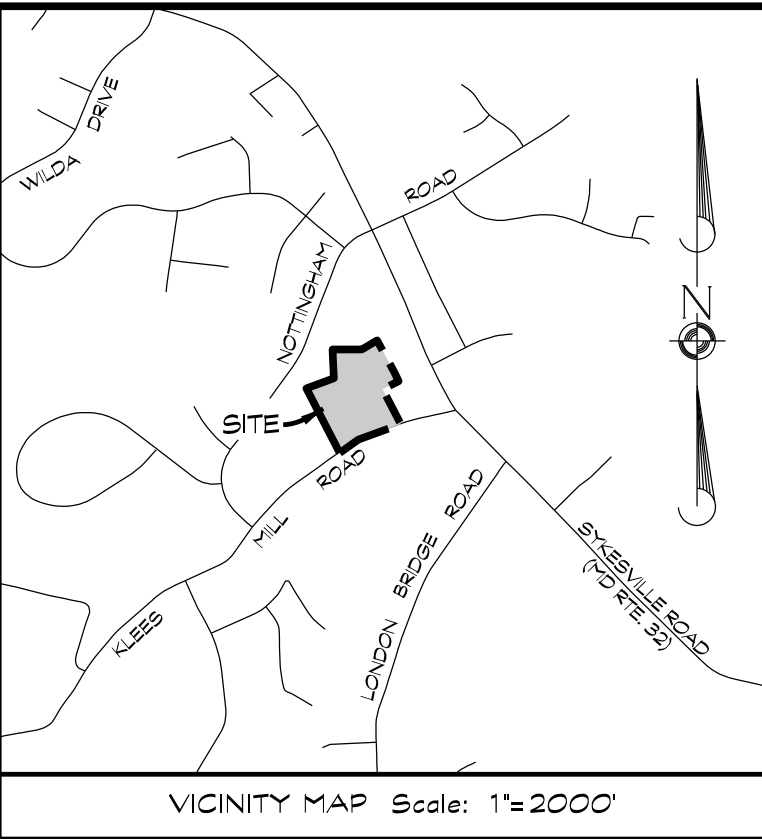 WILDA DRIVE
ROAD
NOTTINGHAM
N
SITE
KLEES MILL ROAD
LONDON BRIDGE ROAD
SYKESVILLE ROAD
(MD RTE. 32)
VICINITY MAP Scale: 1"=2000'